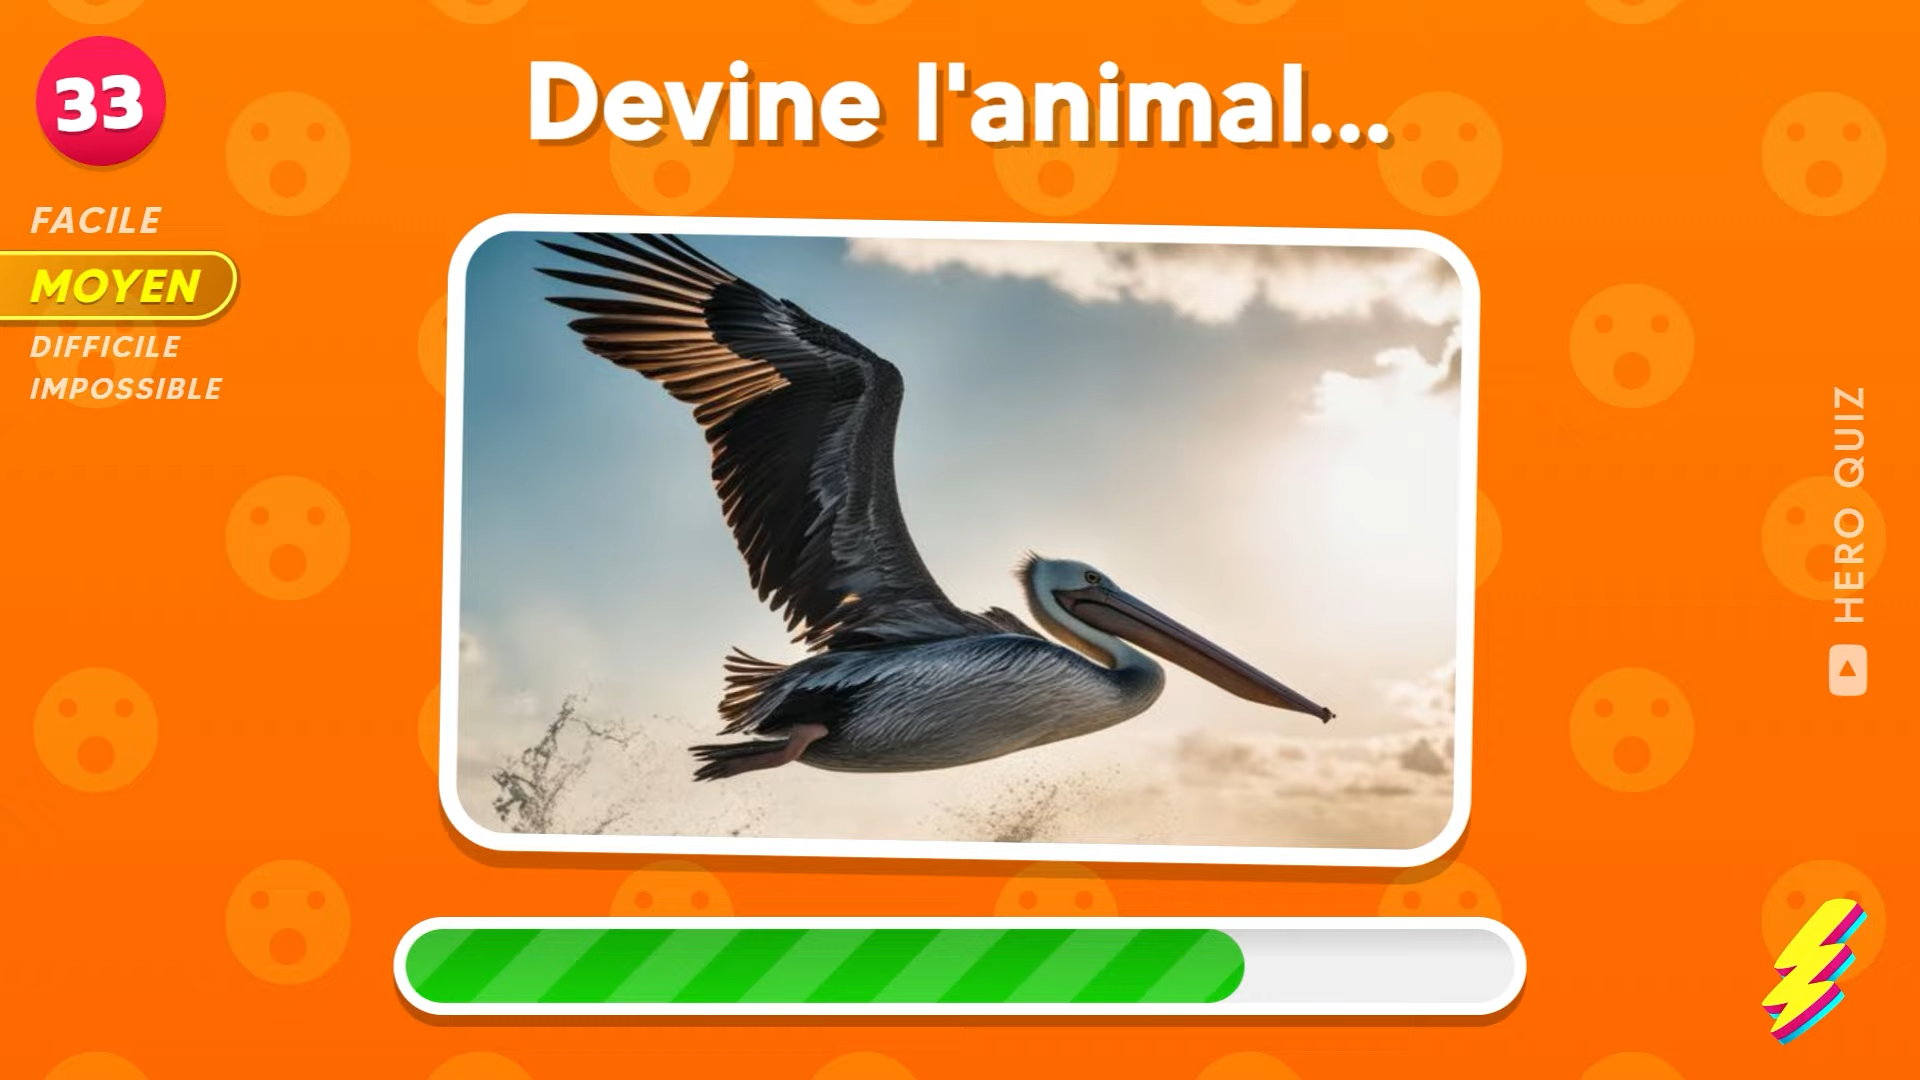 33
Devine l'animal...
FACILE
MOYEN
DIFFICILE
IMPOSSIBLE
HERO QUIZ